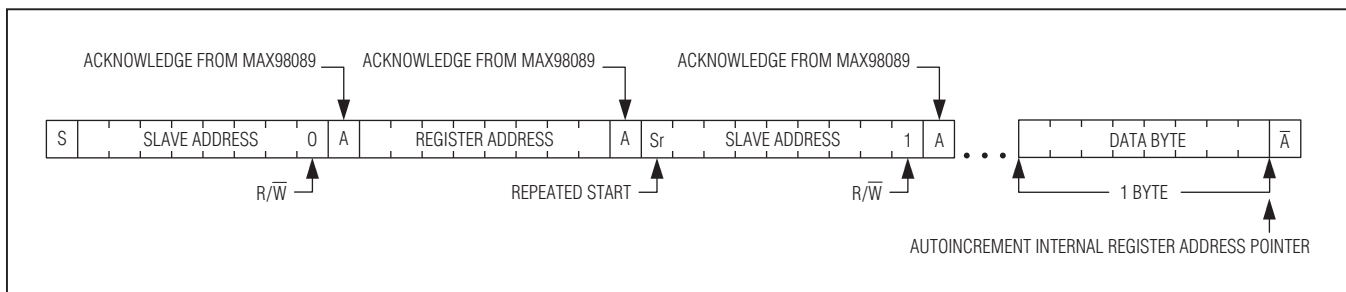 ACKNOWLEDGE FROM MAX98089 ACKNOWLEDGE FROM MAX98089 ACKNOWLEDGE FROM MAX98089
S SLAVE ADDRESS 0 A REGISTER ADDRESS A Sr SLAVE ADDRESS 1 A ••• DATA BYTE A̅
R/W̅ REPEATED START R/W̅ 1 BYTE
AUTOINCREMENT INTERNAL REGISTER ADDRESS POINTER